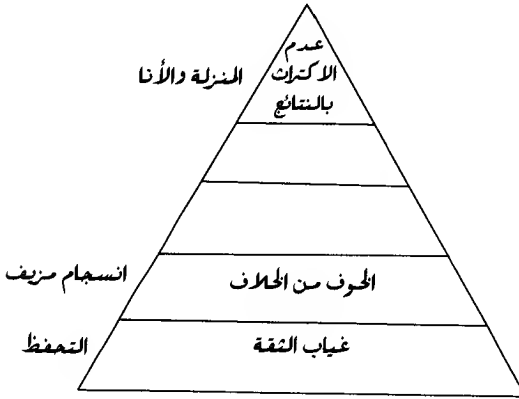 عدم
الاكتراث
بالنتائج
المنزلة والأنا
الخوف من الخلاف
انسجام مزيف
غياب الثقة
التحفظ